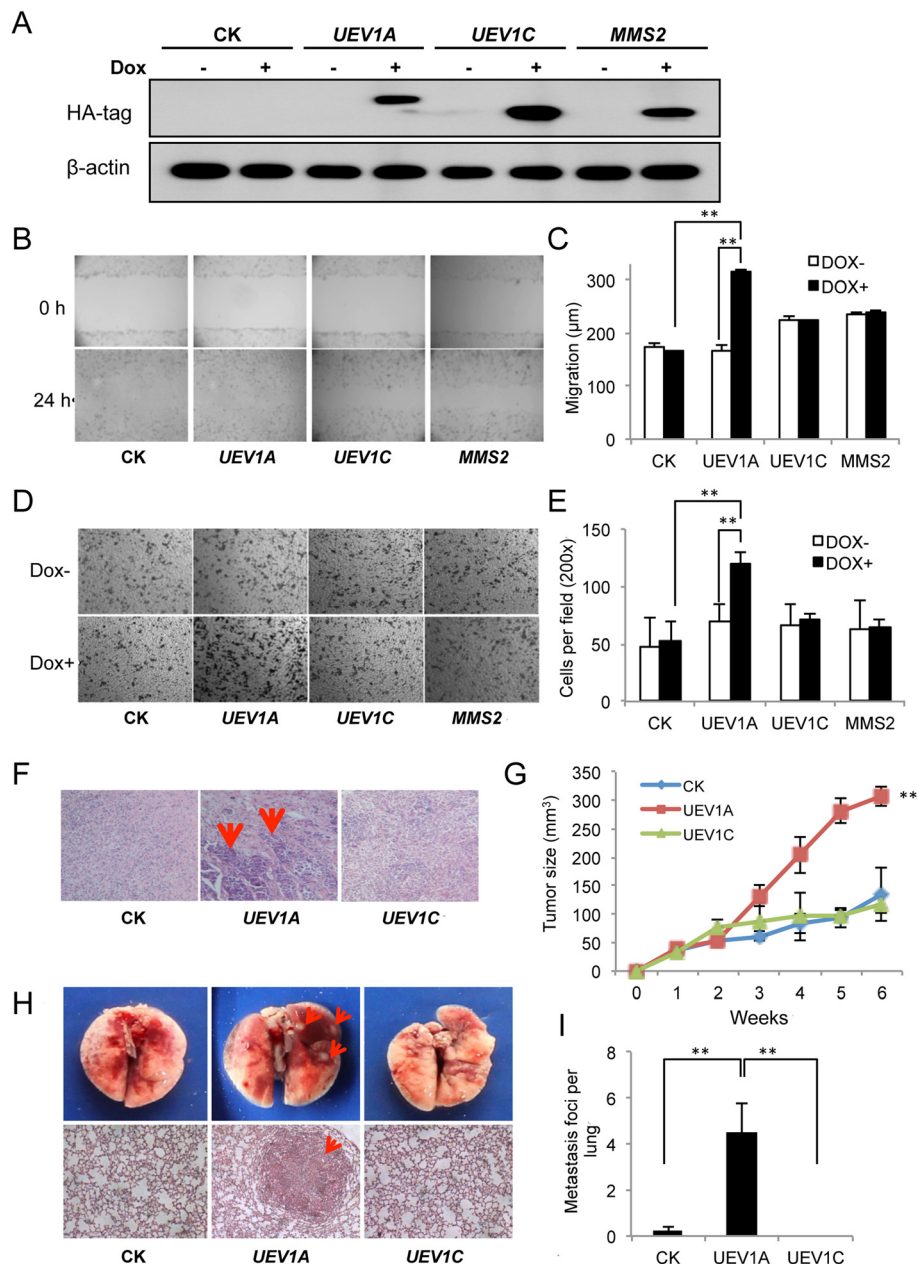 A
CK UEV1A UEV1C MMS2
Dox - + - + - + - +
HA-tag
β-actin
B
0 h
24 h
CK UEV1A UEV1C MMS2
C
** **
DOX-
DOX+
Migration (µm)
300
200
100
0
CK UEV1A UEV1C MMS2
D
Dox-
Dox+
CK UEV1A UEV1C MMS2
E
** **
DOX-
DOX+
Cells per field (200x)
150
100
50
0
CK UEV1A UEV1C MMS2
F
CK UEV1A UEV1C
G
CK
UEV1A
UEV1C
**
Tumor size (mm³)
350
300
250
200
150
100
50
0
0 1 2 3 4 5 6
Weeks
H
CK UEV1A UEV1C
I
** **
Metastasis foci per
lung
8
6
4
2
0
CK UEV1A UEV1C